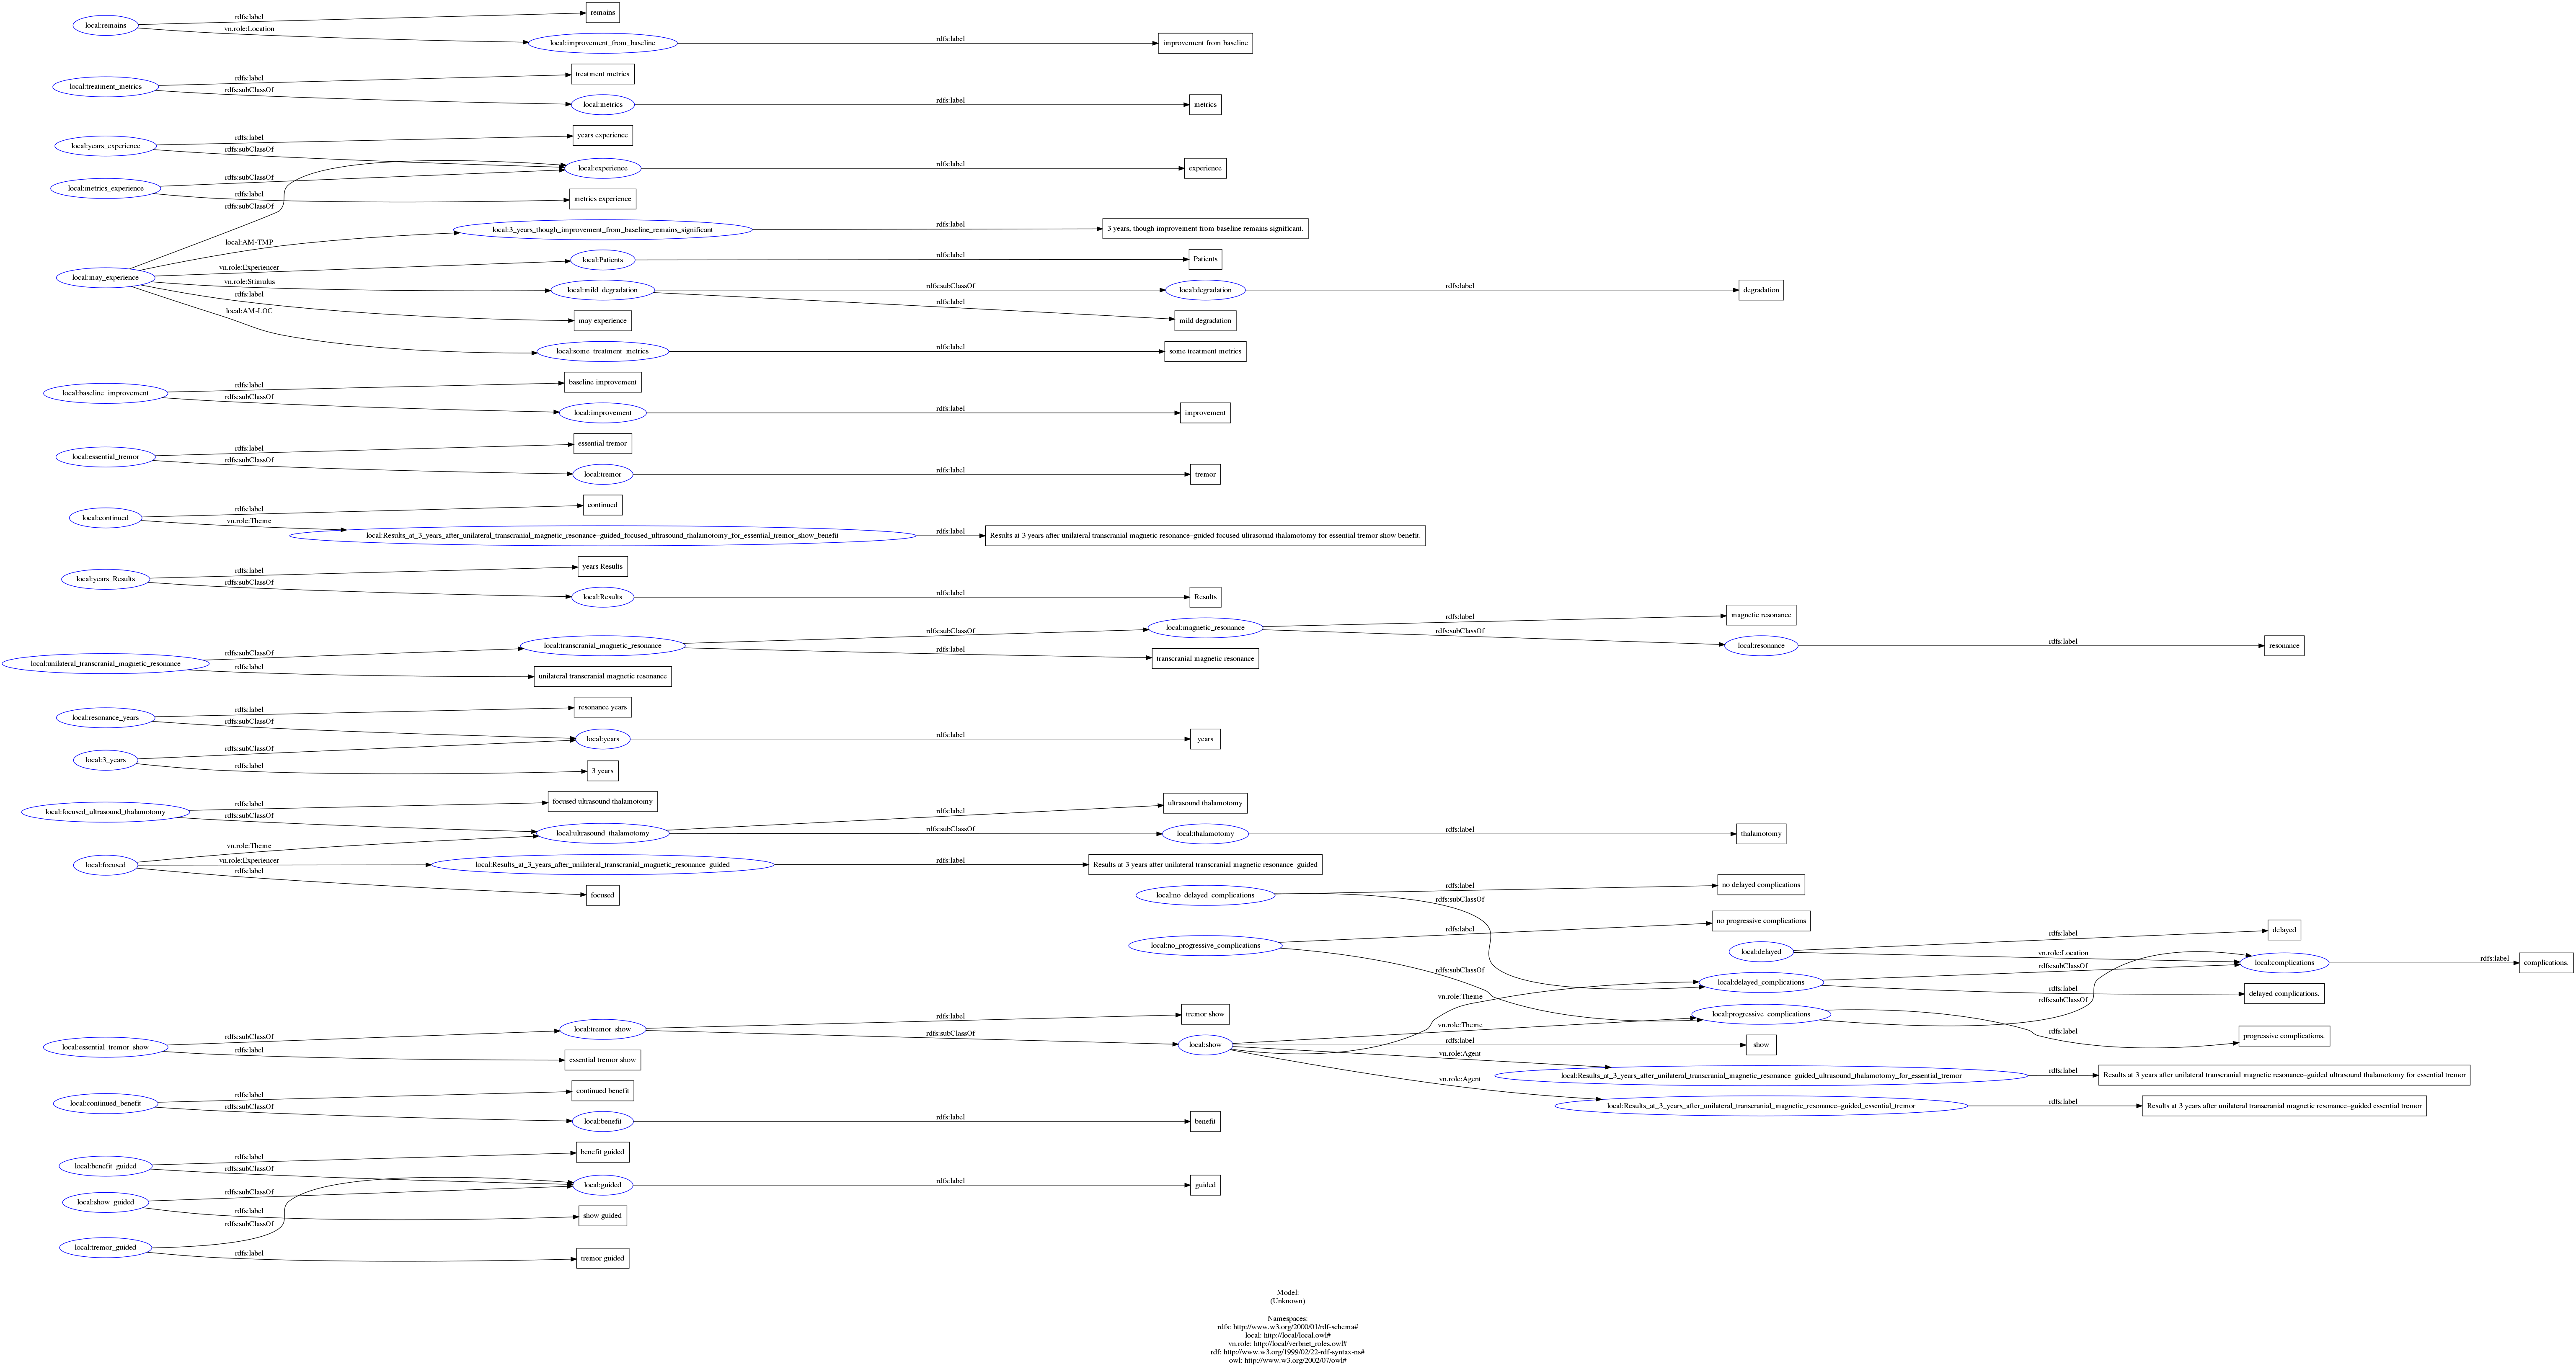 local:remains
rdfs:label
remains
vn.role:Location
local:improvement_from_baseline
rdfs:label
improvement from baseline
local:treatment_metrics
rdfs:label
treatment metrics
rdfs:subClassOf
local:metrics
rdfs:label
metrics
local:years_experience
rdfs:label
years experience
rdfs:subClassOf
local:experience
rdfs:label
experience
local:metrics_experience
rdfs:subClassOf
rdfs:label
metrics experience
rdfs:subClassOf
local:may_experience
local:AM-TMP
local:3_years_though_improvement_from_baseline_remains_significant
rdfs:label
3 years, though improvement from baseline remains significant.
vn.role:Experiencer
local:Patients
rdfs:label
Patients
vn.role:Stimulus
local:mild_degradation
rdfs:subClassOf
local:degradation
rdfs:label
degradation
rdfs:label
mild degradation
rdfs:label
may experience
local:AM-LOC
local:some_treatment_metrics
rdfs:label
some treatment metrics
local:baseline_improvement
rdfs:label
baseline improvement
rdfs:subClassOf
local:improvement
rdfs:label
improvement
local:essential_tremor
rdfs:label
essential tremor
rdfs:subClassOf
local:tremor
rdfs:label
tremor
local:continued
rdfs:label
continued
vn.role:Theme
local:Results_at_3_years_after_unilateral_transcranial_magnetic_resonance–guided_focused_ultrasound_thalamotomy_for_essential_tremor_show_benefit
rdfs:label
Results at 3 years after unilateral transcranial magnetic resonance–guided focused ultrasound thalamotomy for essential tremor show benefit.
local:years_Results
rdfs:label
years Results
rdfs:subClassOf
local:Results
rdfs:label
Results
local:unilateral_transcranial_magnetic_resonance
rdfs:subClassOf
local:transcranial_magnetic_resonance
rdfs:subClassOf
local:magnetic_resonance
rdfs:label
magnetic resonance
rdfs:subClassOf
local:resonance
rdfs:label
resonance
rdfs:label
transcranial magnetic resonance
rdfs:label
unilateral transcranial magnetic resonance
local:resonance_years
rdfs:label
resonance years
rdfs:subClassOf
local:years
rdfs:label
years
local:3_years
rdfs:subClassOf
rdfs:label
3 years
local:focused_ultrasound_thalamotomy
rdfs:label
focused ultrasound thalamotomy
rdfs:subClassOf
local:ultrasound_thalamotomy
rdfs:label
ultrasound thalamotomy
rdfs:subClassOf
local:thalamotomy
rdfs:label
thalamotomy
local:focused
vn.role:Theme
vn.role:Experiencer
local:Results_at_3_years_after_unilateral_transcranial_magnetic_resonance–guided
rdfs:label
Results at 3 years after unilateral transcranial magnetic resonance–guided
rdfs:label
focused
local:no_delayed_complications
rdfs:label
no delayed complications
rdfs:subClassOf
local:no_progressive_complications
rdfs:label
no progressive complications
rdfs:subClassOf
local:delayed
rdfs:label
delayed
vn.role:Location
local:complications
rdfs:label
complications.
local:delayed_complications
rdfs:subClassOf
rdfs:label
delayed complications.
local:progressive_complications
rdfs:subClassOf
rdfs:label
progressive complications.
local:essential_tremor_show
rdfs:subClassOf
local:tremor_show
rdfs:label
tremor show
rdfs:subClassOf
local:show
rdfs:label
essential tremor show
vn.role:Theme
vn.role:Theme
rdfs:label
show
vn.role:Agent
local:Results_at_3_years_after_unilateral_transcranial_magnetic_resonance–guided_ultrasound_thalamotomy_for_essential_tremor
rdfs:label
Results at 3 years after unilateral transcranial magnetic resonance–guided ultrasound thalamotomy for essential tremor
vn.role:Agent
local:Results_at_3_years_after_unilateral_transcranial_magnetic_resonance–guided_essential_tremor
rdfs:label
Results at 3 years after unilateral transcranial magnetic resonance–guided essential tremor
local:continued_benefit
rdfs:label
continued benefit
rdfs:subClassOf
local:benefit
rdfs:label
benefit
local:benefit_guided
rdfs:label
benefit guided
rdfs:subClassOf
local:guided
rdfs:label
guided
local:show_guided
rdfs:subClassOf
rdfs:label
show guided
rdfs:subClassOf
local:tremor_guided
rdfs:label
tremor guided
Model:
(Unknown)
Namespaces:
rdfs: http://www.w3.org/2000/01/rdf-schema#
local: http://local/local.owl#
vn.role: http://local/verbnet_roles.owl#
rdf: http://www.w3.org/1999/02/22-rdf-syntax-ns#
owl: http://www.w3.org/2002/07/owl#